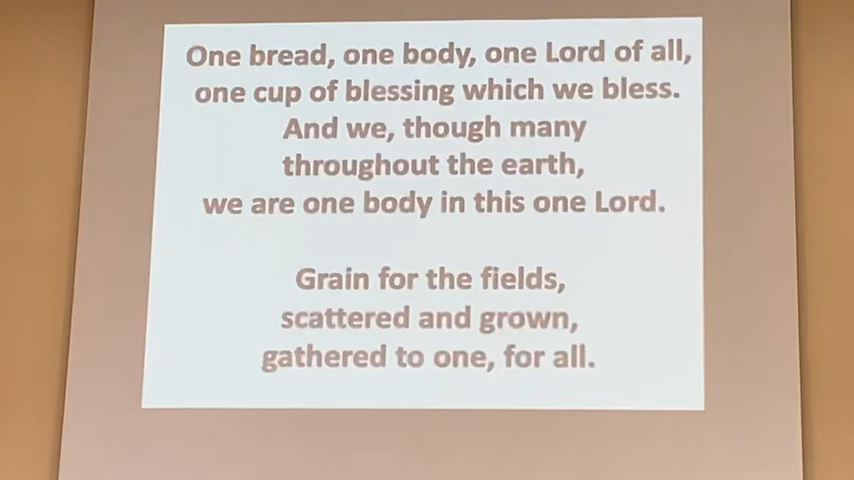 One bread, one body, one Lord of all,
one cup of blessing which we bless.
And we, though many
throughout the earth,
we are one body in this one Lord.
Grain for the fields,
scattered and grown,
gathered to one, for all.